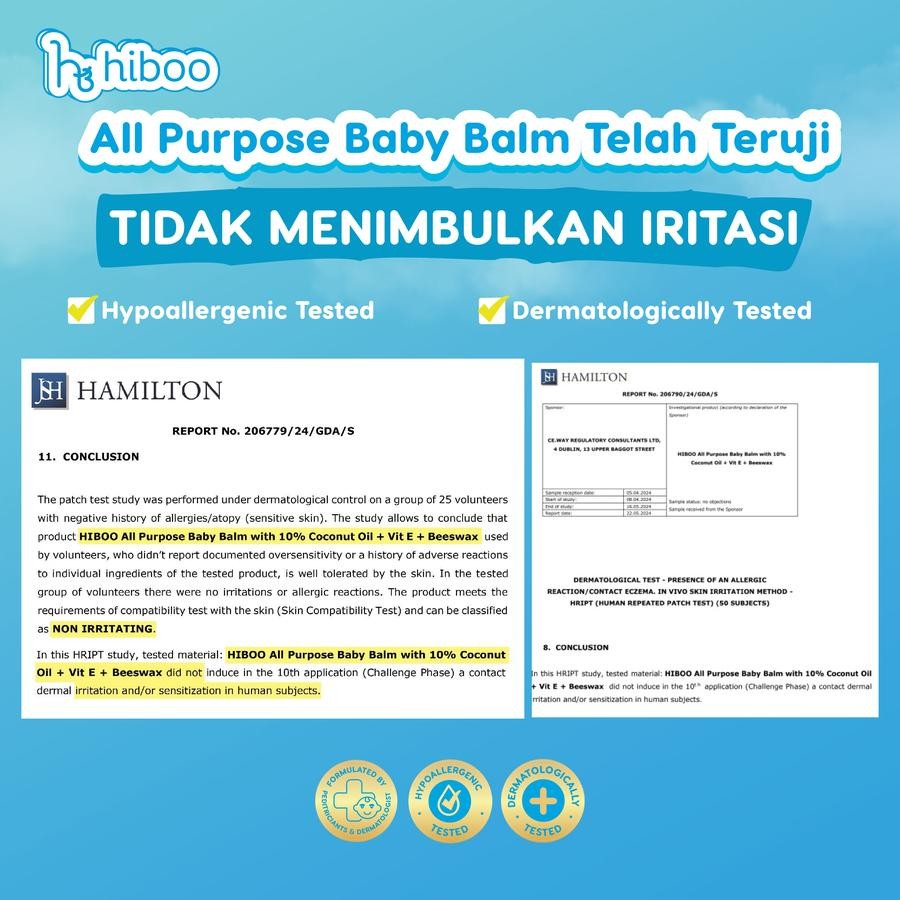 hiboo
All Purpose Baby Balm Telah Teruji
TIDAK MENIMBULKAN IRITASI
Hypoallergenic Tested
Dermatologically Tested
JSH HAMILTON
REPORT No. 206779/24/GDA/S
11. CONCLUSION
The patch test study was performed under dermatological control on a group of 25 volunteers
with negative history of allergies/atopy (sensitive skin). The study allows to conclude that
product HIBOO All Purpose Baby Balm with 10% Coconut Oil + Vit E + Beeswax used
by volunteers, who didn't report documented oversensitivity or a history of adverse reactions
to individual ingredients of the tested product, is well tolerated by the skin. In the tested
group of volunteers there were no irritations or allergic reactions. The product meets the
requirements of compatibility test with the skin (Skin Compatibility Test) and can be classified
as NON IRRITATING.
In this HRIPT study, tested material: HIBOO All Purpose Baby Balm with 10% Coconut
Oil + Vit E + Beeswax did not induce in the 10th application (Challenge Phase) a contact
dermal irritation and/or sensitization in human subjects.
JSH HAMILTON
REPORT No. 206790/24/GDA/S
Sponsor:
CE.WAY REGULATORY CONSULTANTS LTD,
4 DUBLIN, 13 UPPER BAGGOT STREET
Investigational product (according to declaration of the
Sponsor)
HIBOO All Purpose Baby Balm with 10%
Coconut Oil + Vit E + Beeswax
Sample reception date: 05.04.2024
Start of study: 08.04.2024
End of study: 16.05.2024
Report date: 22.05.2024
Sample status: no objections
Sample received from the Sponsor
DERMATOLOGICAL TEST - PRESENCE OF AN ALLERGIC
REACTION/CONTACT ECZEMA. IN VIVO SKIN IRRITATION METHOD -
HRIPT (HUMAN REPEATED PATCH TEST) (50 SUBJECTS)
8. CONCLUSION
In this HRIPT study, tested material: HIBOO All Purpose Baby Balm with 10% Coconut Oil
+ Vit E + Beeswax did not induce in the 10th application (Challenge Phase) a contact dermal
irritation and/or sensitization in human subjects.
FORMULATED BY
PEDITRICIANTS & DERMATOLOGIST
HYPOALLERGENIC
TESTED
DERMATOLOGICALLY
TESTED